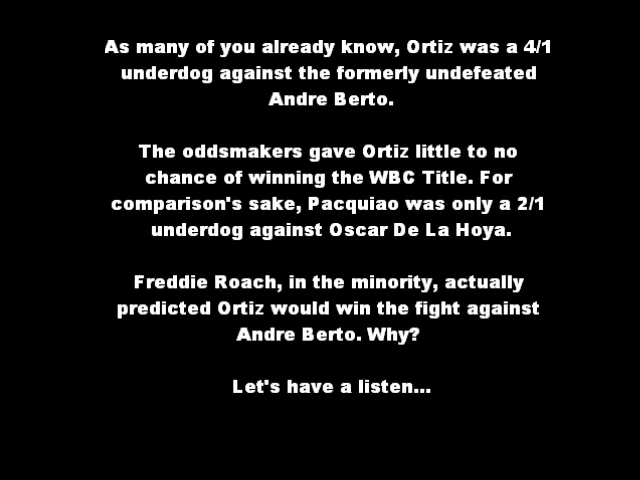 As many of you already know, Ortiz was a 4/1
underdog against the formerly undefeated
Andre Berto.
The oddsmakers gave Ortiz little to no
chance of winning the WBC Title. For
comparison's sake, Pacquiao was only a 2/1
underdog against Oscar De La Hoya.
Freddie Roach, in the minority, actually
predicted Ortiz would win the fight against
Andre Berto. Why?
Let's have a listen...